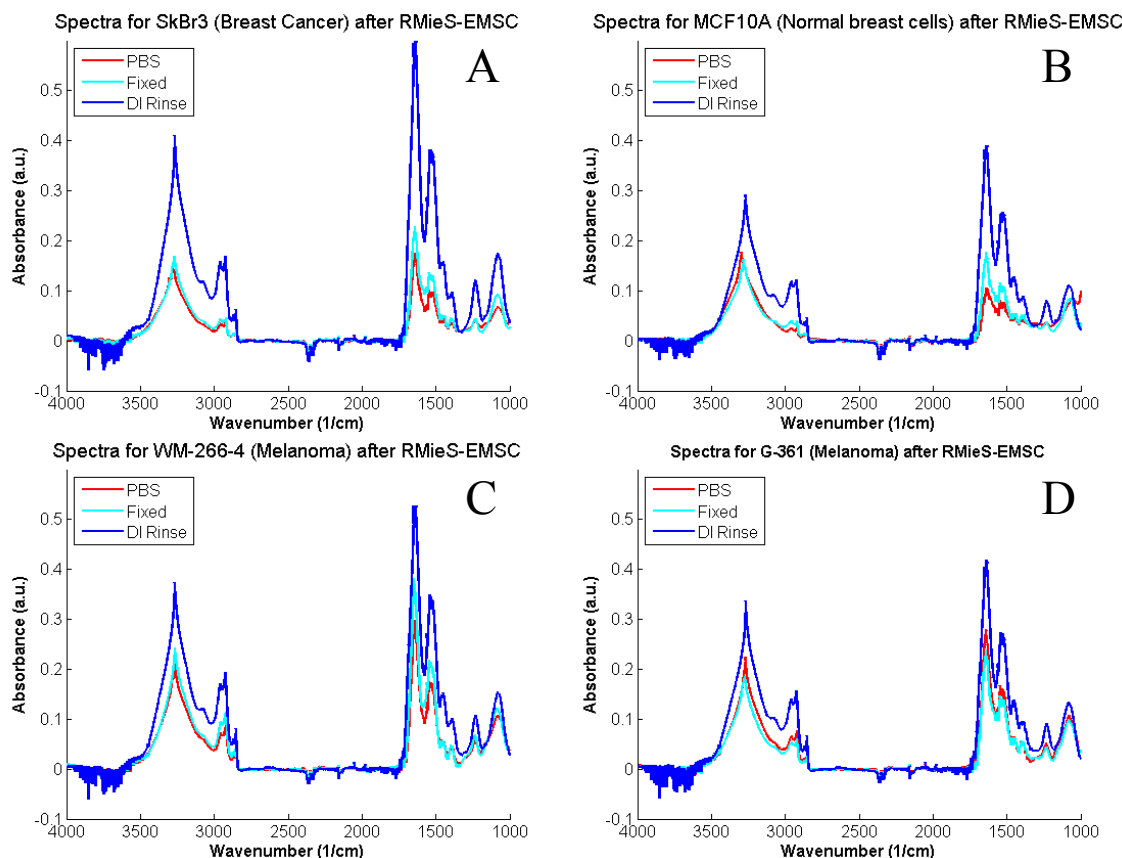 Spectra for SkBr3 (Breast Cancer) after RMieS-EMSC
A
PBS
Fixed
DI Rinse
Absorbance (a.u.)
0.5
0.4
0.3
0.2
0.1
0
-0.1
4000 3500 3000 2500 2000 1500 1000
Wavenumber (1/cm)
Spectra for MCF10A (Normal breast cells) after RMieS-EMSC
B
PBS
Fixed
DI Rinse
Absorbance (a.u.)
0.5
0.4
0.3
0.2
0.1
0
-0.1
4000 3500 3000 2500 2000 1500 1000
Wavenumber (1/cm)
Spectra for WM-266-4 (Melanoma) after RMieS-EMSC
C
PBS
Fixed
DI Rinse
Absorbance (a.u.)
0.5
0.4
0.3
0.2
0.1
0
-0.1
4000 3500 3000 2500 2000 1500 1000
Wavenumber (1/cm)
Spectra for G-361 (Melanoma) after RMieS-EMSC
D
PBS
Fixed
DI Rinse
Absorbance (a.u.)
0.5
0.4
0.3
0.2
0.1
0
-0.1
4000 3500 3000 2500 2000 1500 1000
Wavenumber (1/cm)